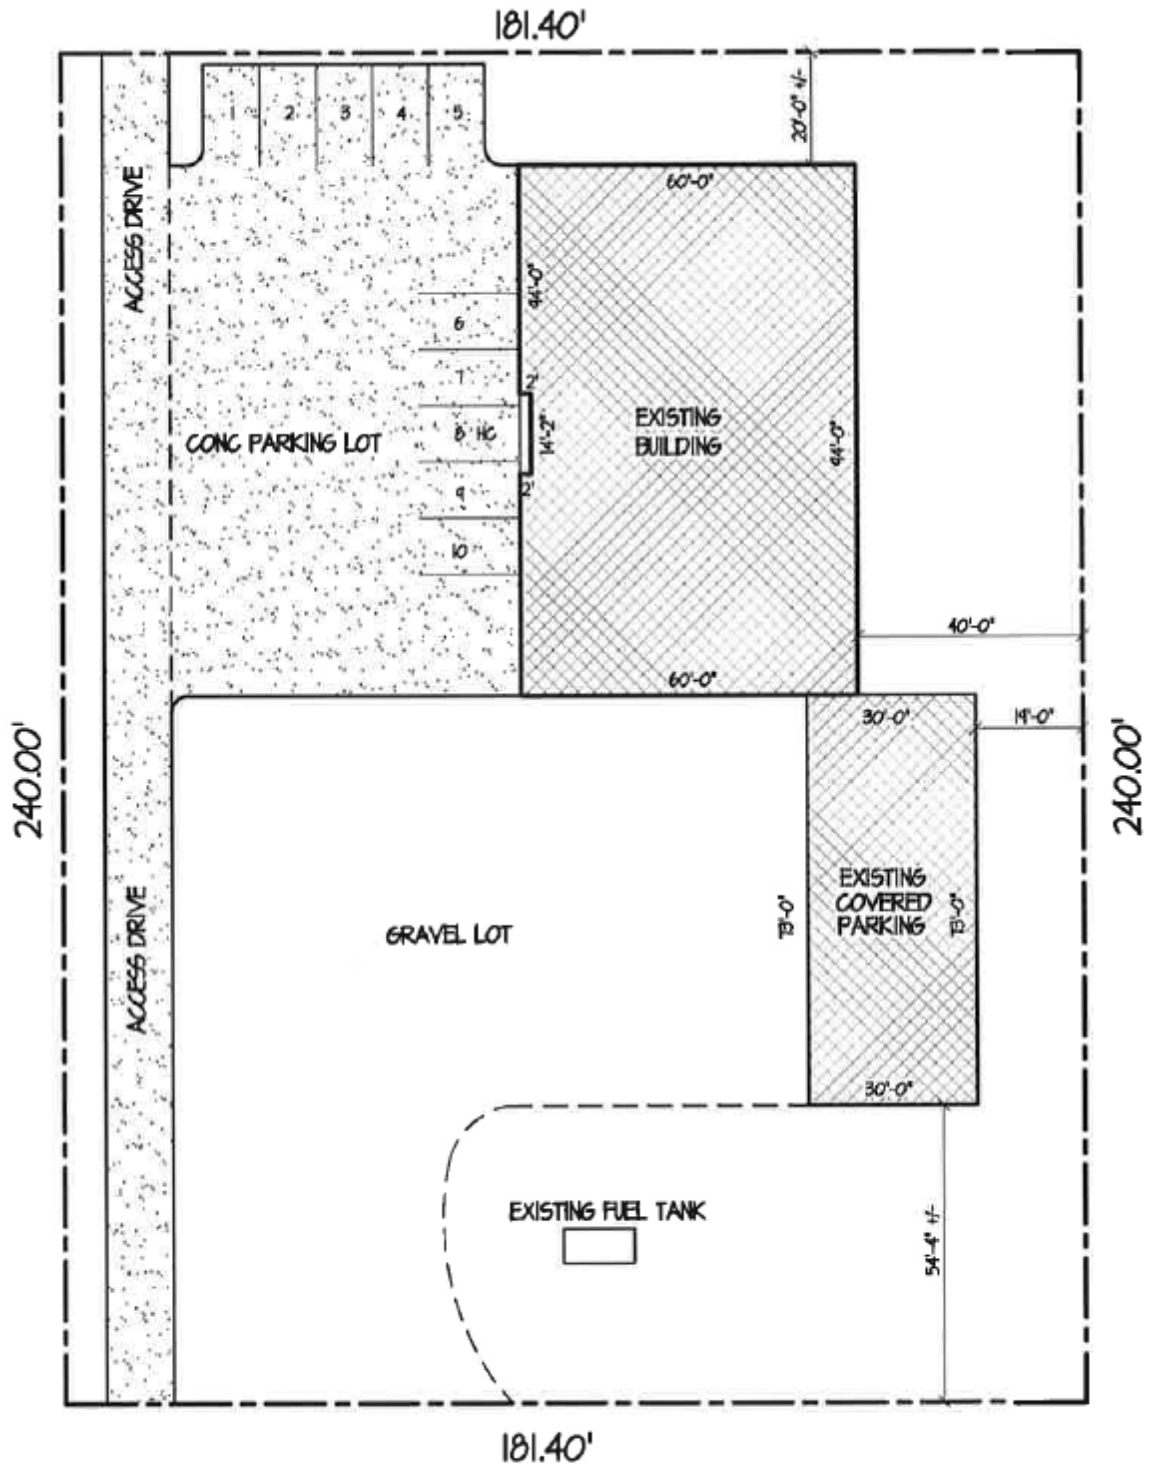 181.40'
20'-0" +/-
1
2
3
4
5
60'-0"
ACCESS DRIVE
94'-0"
6
7
2'
CONC PARKING LOT
8 HC
14'-2"
EXISTING
BUILDING
94'-0"
9
2'
10
40'-0"
60'-0"
30'-0"
19'-0"
240.00'
240.00'
EXISTING
COVERED
PARKING
73'-0"
73'-0"
ACCESS DRIVE
GRAVEL LOT
30'-0"
EXISTING FUEL TANK
54'-4" +/-
181.40'